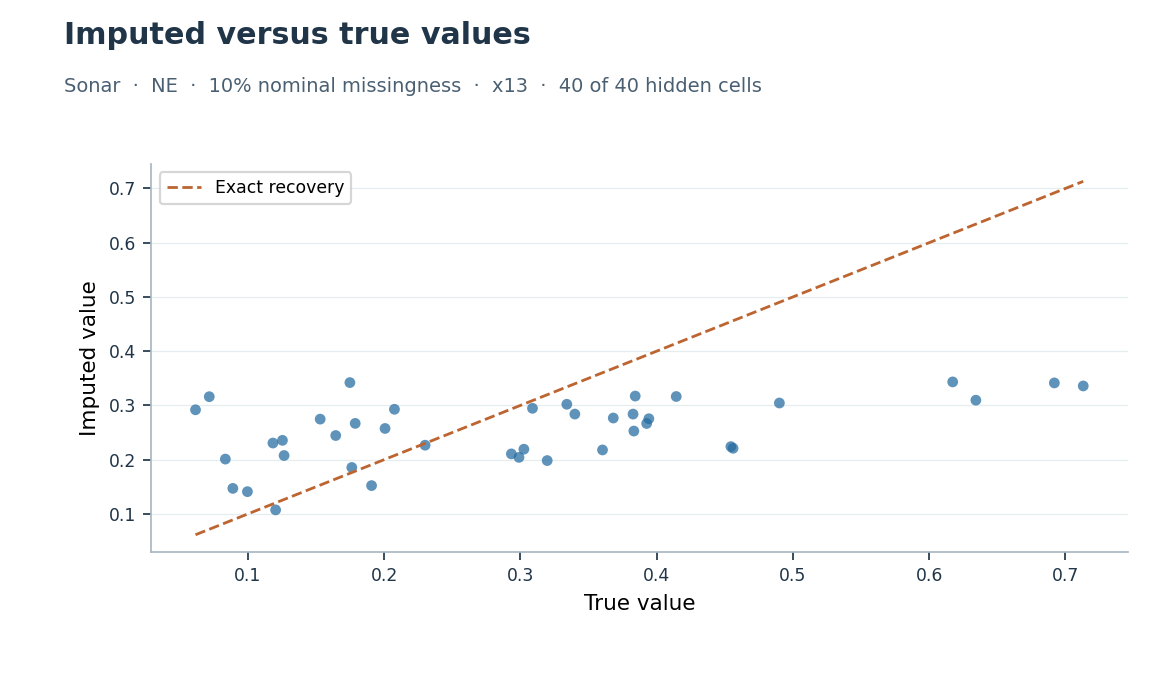 Imputed versus true values
Sonar · NE · 10% nominal missingness · x13 · 40 of 40 hidden cells
Exact recovery
0.7
0.6
0.5
0.4
0.3
0.2
0.1
Imputed value
0.1 0.2 0.3 0.4 0.5 0.6 0.7
True value